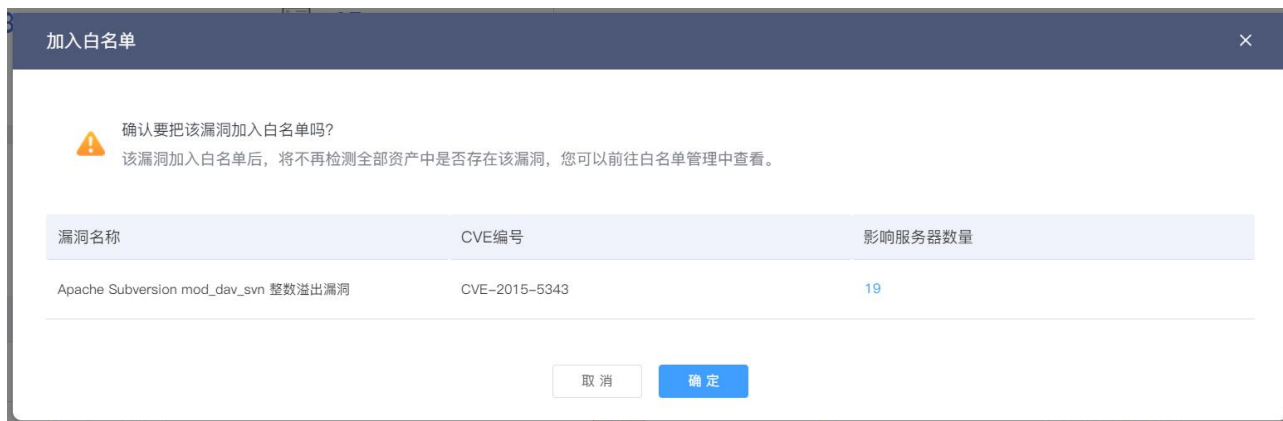 加入白名单
确认要把该漏洞加入白名单吗?
该漏洞加入白名单后，将不再检测全部资产中是否存在该漏洞，您可以前往白名单管理中查看。
漏洞名称 CVE编号 影响服务器数量
Apache Subversion mod_dav_svn 整数溢出漏洞 CVE-2015-5343 19
取消 确定